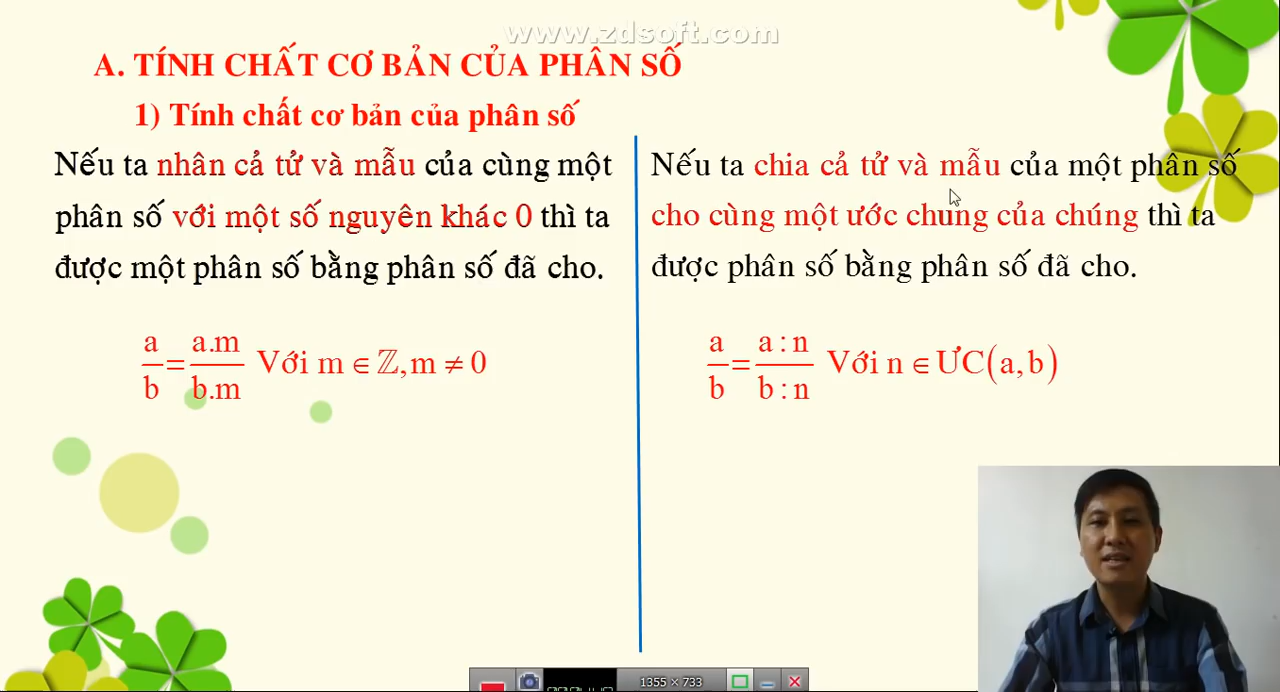 www.zdsoft.com
A. TÍNH CHẤT CƠ BẢN CỦA PHÂN SỐ
1) Tính chất cơ bản của phân số
Nếu ta nhân cả tử và mẫu của cùng một
phân số với một số nguyên khác 0 thì ta
được một phân số bằng phân số đã cho.
a/b = a.m/b.m Với m ∈ ℤ, m ≠ 0
Nếu ta chia cả tử và mẫu của một phân số
cho cùng một ước chung của chúng thì ta
được phân số bằng phân số đã cho.
a/b = a : n/b : n Với n ∈ ƯC(a, b)
1355 × 733